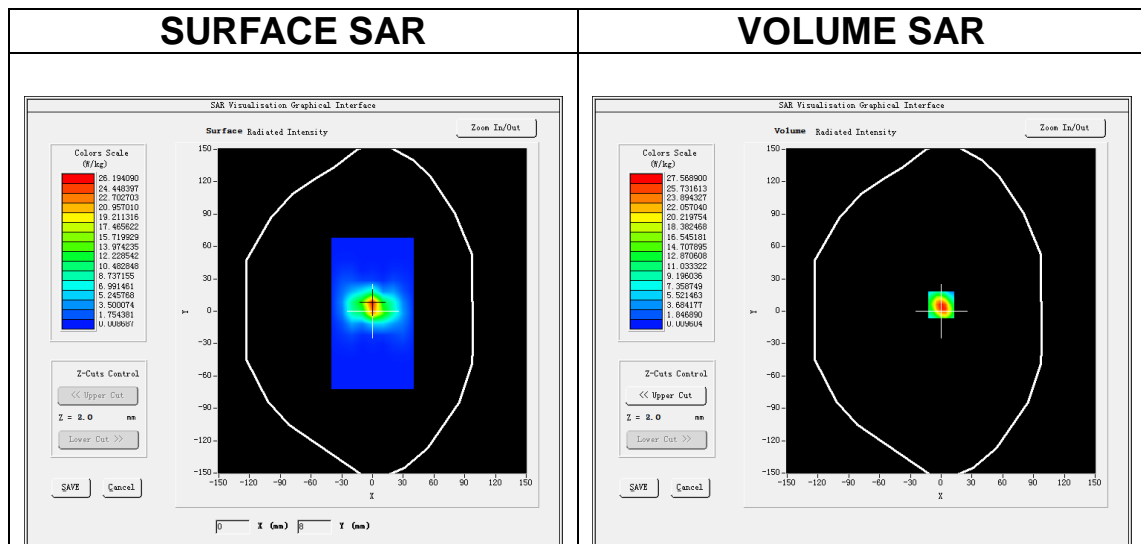 SURFACE SAR
VOLUME SAR
SAR Visualisation Graphical Interface
Surface Radiated Intensity
Zoom In/Out
Colors Scale
(W/kg)
26.194090
24.448397
22.702703
20.957010
19.211316
17.465622
15.719929
13.974235
12.228542
10.482848
8.737155
6.991461
5.245768
3.500074
1.754381
0.008687
Z-Cuts Control
<< Upper Cut
Z = 2.0 mm
Lower Cut >>
SAVE Cancel
150
120
90
60
30
0
-30
-60
-90
-120
-150
Y
-150 -120 -90 -60 -30 0 30 60 90 120 150
X
0 X (mm) 8 Y (mm)
SAR Visualisation Graphical Interface
Volume Radiated Intensity
Zoom In/Out
Colors Scale
(W/kg)
27.568900
25.731613
23.894327
22.057040
20.219754
18.382468
16.545181
14.707895
12.870608
11.033322
9.196036
7.358749
5.521463
3.684177
1.846890
0.009604
Z-Cuts Control
<< Upper Cut
Z = 2.0 mm
Lower Cut >>
SAVE Cancel
150
120
90
60
30
0
-30
-60
-90
-120
-150
Y
-150 -120 -90 -60 -30 0 30 60 90 120 150
X